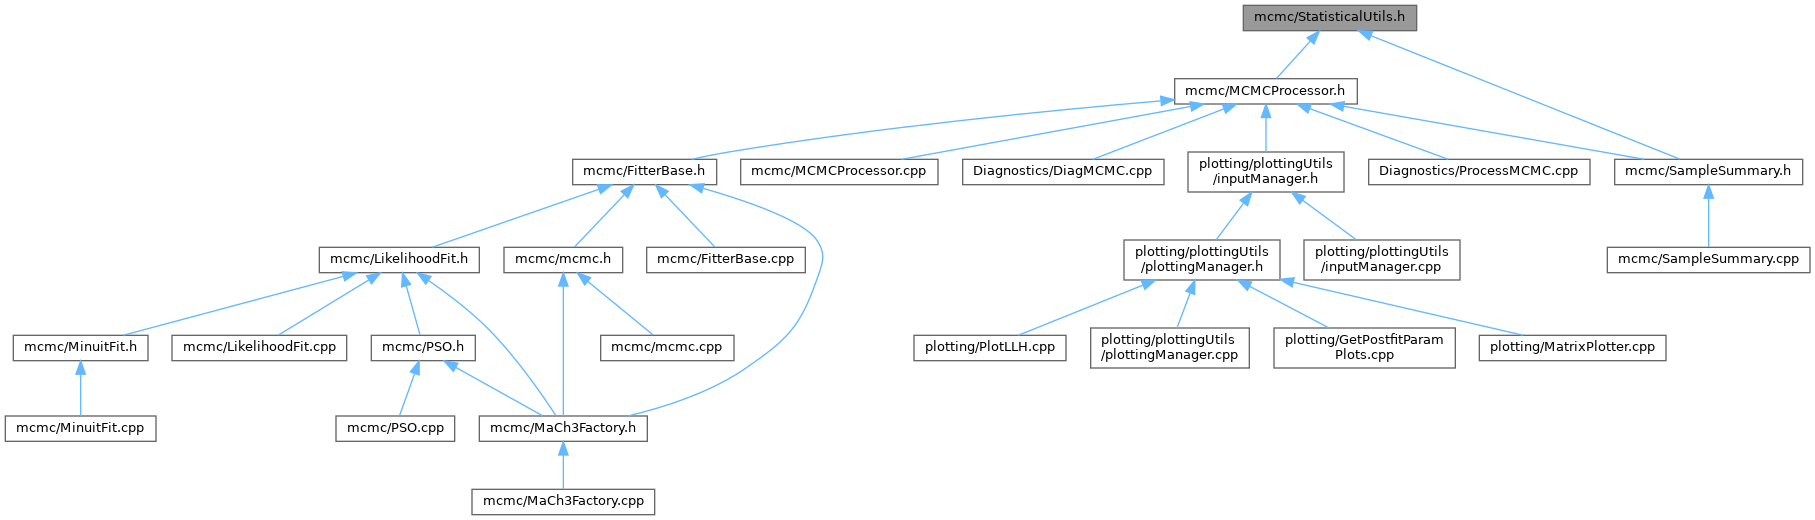 mcmc/StatisticalUtils.h
mcmc/MCMCProcessor.h
mcmc/FitterBase.h
mcmc/MCMCProcessor.cpp
Diagnostics/DiagMCMC.cpp
plotting/plottingUtils
/inputManager.h
Diagnostics/ProcessMCMC.cpp
mcmc/SampleSummary.h
mcmc/LikelihoodFit.h
mcmc/mcmc.h
mcmc/FitterBase.cpp
plotting/plottingUtils
/plottingManager.h
plotting/plottingUtils
/inputManager.cpp
mcmc/SampleSummary.cpp
mcmc/MinuitFit.h
mcmc/LikelihoodFit.cpp
mcmc/PSO.h
mcmc/mcmc.cpp
plotting/PlotLLH.cpp
plotting/plottingUtils
/plottingManager.cpp
plotting/GetPostfitParam
Plots.cpp
plotting/MatrixPlotter.cpp
mcmc/MinuitFit.cpp
mcmc/PSO.cpp
mcmc/MaCh3Factory.h
mcmc/MaCh3Factory.cpp